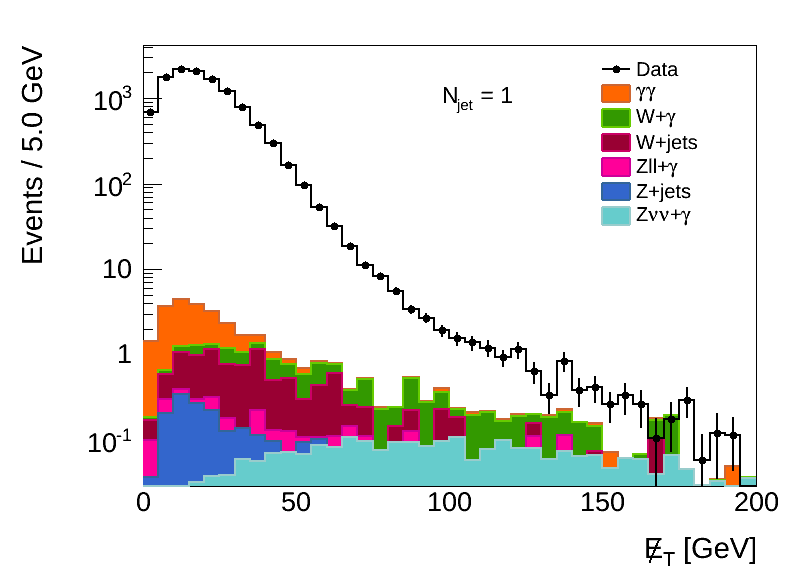 Events / 5.0 GeV
10³
10²
10
1
10⁻¹
N_jet = 1
Data
γγ
W+γ
W+jets
Zll+γ
Z+jets
Zνν+γ
0 50 100 150 200
E̸_T [GeV]